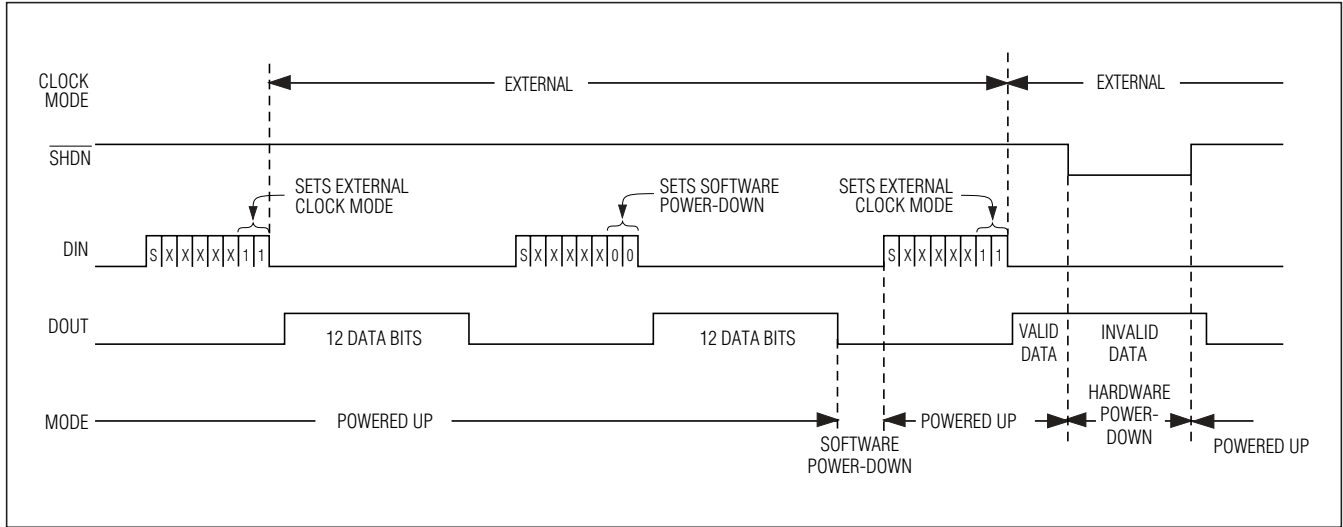 CLOCK
MODE
EXTERNAL
EXTERNAL
SHDN
SETS EXTERNAL
CLOCK MODE
SETS SOFTWARE
POWER-DOWN
SETS EXTERNAL
CLOCK MODE
DIN
S X X X X X 1 1
S X X X X X 0 0
S X X X X X 1 1
DOUT
12 DATA BITS
12 DATA BITS
VALID
DATA
INVALID
DATA
MODE
POWERED UP
SOFTWARE
POWER-DOWN
POWERED UP
HARDWARE
POWER-
DOWN
POWERED UP